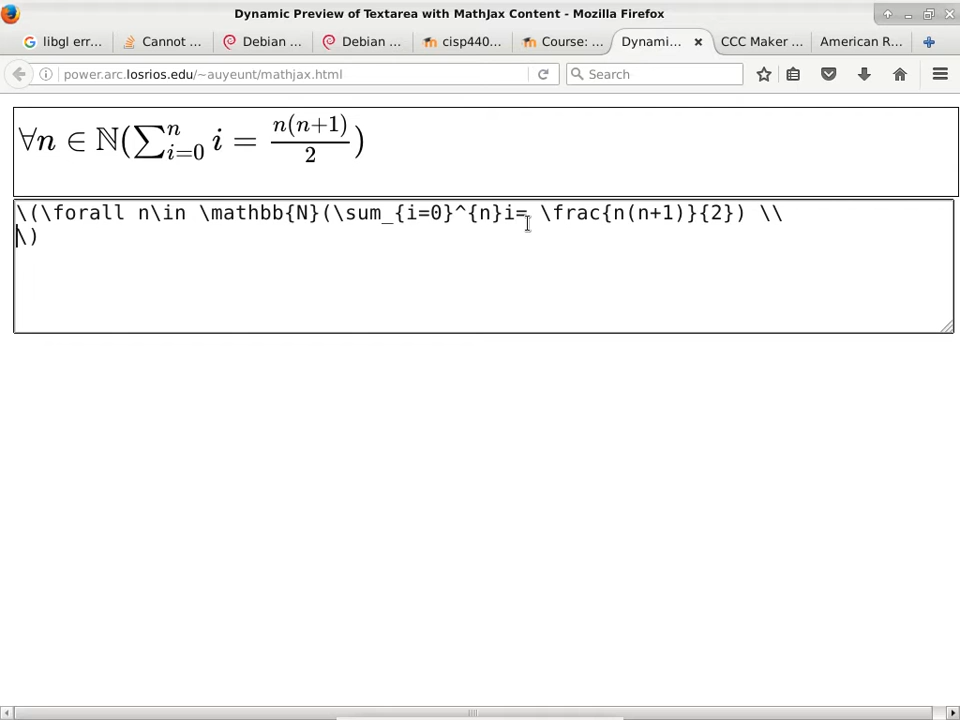 Dynamic Preview of Textarea with MathJax Content - Mozilla Firefox
libgl err... Cannot ... Debian ... Debian ... cisp440... Course: ... Dynami... CCC Maker ... American R...
power.arc.losrios.edu/~auyeunt/mathjax.html Search
∀n ∈ ℕ(∑_{i=0}^{n} i = \frac{n(n+1)}{2})
\(\forall n\in \mathbb{N}(\sum_{i=0}^{n}i= \frac{n(n+1)}{2}) \\
\)